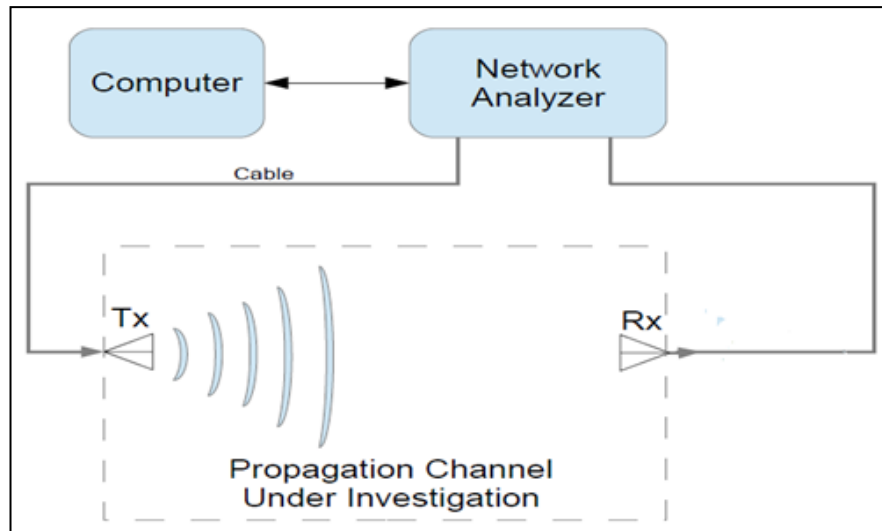 Computer
Network
Analyzer
Cable
Tx
Rx
Propagation Channel
Under Investigation